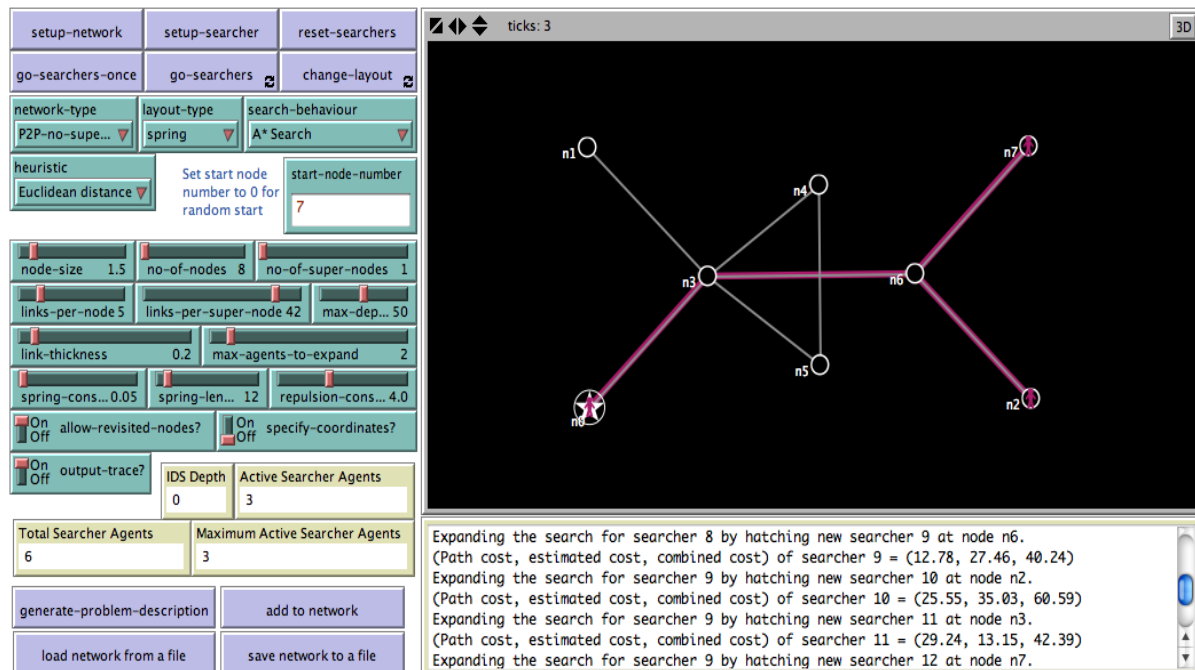 setup-network setup-searcher reset-searchers
go-searchers-once go-searchers change-layout
network-type layout-type search-behaviour
P2P-no-supe... spring A* Search
heuristic
Euclidean distance
Set start node
number to 0 for
random start
start-node-number
7
node-size 1.5 no-of-nodes 8 no-of-super-nodes 1
links-per-node 5 links-per-super-node 42 max-dep... 50
link-thickness 0.2 max-agents-to-expand 2
spring-cons... 0.05 spring-len... 12 repulsion-cons... 4.0
On
Off
allow-revisited-nodes?
On
Off
specify-coordinates?
On
Off
output-trace?
IDS Depth
0
Active Searcher Agents
3
Total Searcher Agents
6
Maximum Active Searcher Agents
3
generate-problem-description add to network
load network from a file save network to a file
ticks: 3
3D
n1
n7
n4
n3
n6
n5
n2
n0
Expanding the search for searcher 8 by hatching new searcher 9 at node n6.
(Path cost, estimated cost, combined cost) of searcher 9 = (12.78, 27.46, 40.24)
Expanding the search for searcher 9 by hatching new searcher 10 at node n2.
(Path cost, estimated cost, combined cost) of searcher 10 = (25.55, 35.03, 60.59)
Expanding the search for searcher 9 by hatching new searcher 11 at node n3.
(Path cost, estimated cost, combined cost) of searcher 11 = (29.24, 13.15, 42.39)
Expanding the search for searcher 9 by hatching new searcher 12 at node n7.